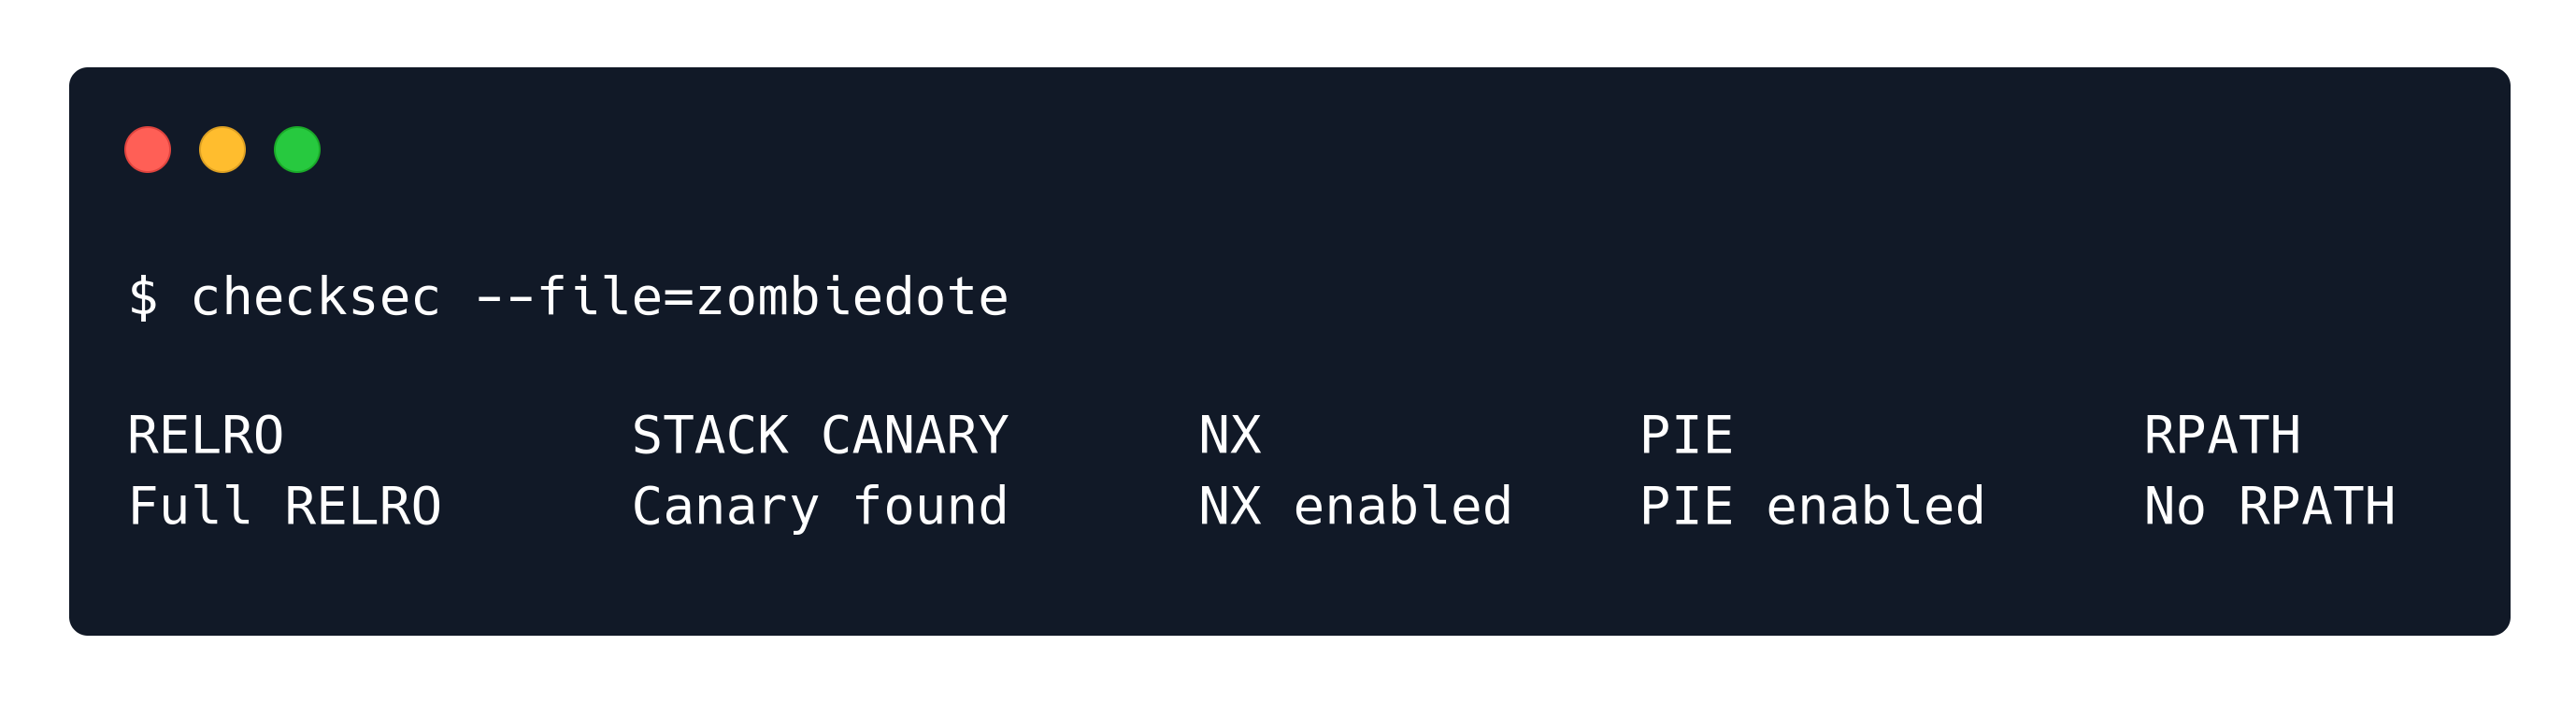 $ checksec --file=zombiedote
RELRO STACK CANARY NX PIE RPATH
Full RELRO Canary found NX enabled PIE enabled No RPATH